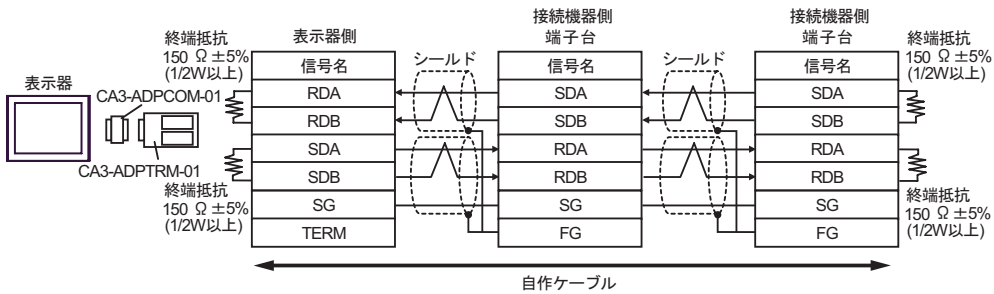 表示器
CA3-ADPCOM-01
CA3-ADPTRM-01
終端抵抗
150 Ω ±5%
(1/2W以上)
終端抵抗
150 Ω ±5%
(1/2W以上)
表示器側
信号名
RDA
RDB
SDA
SDB
SG
TERM
シールド
接続機器側
端子台
信号名
SDA
SDB
RDA
RDB
SG
FG
シールド
接続機器側
端子台
信号名
SDA
SDB
RDA
RDB
SG
FG
終端抵抗
150 Ω ±5%
(1/2W以上)
終端抵抗
150 Ω ±5%
(1/2W以上)
自作ケーブル